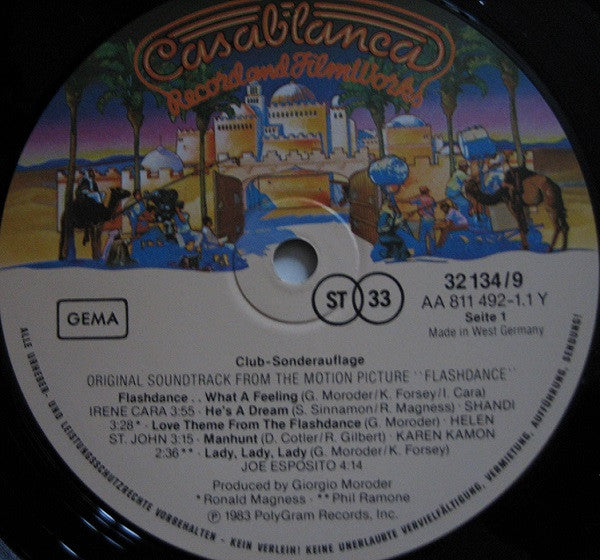 Casablanca
Record and FilmWorks
GEMA
ST 33
32 134/9
AA 811 492-1.1 Y
Seite 1
Made in West Germany
Club-Sonderauflage
ORIGINAL SOUNDTRACK FROM THE MOTION PICTURE "FLASHDANCE"
Flashdance . . What A Feeling (G. Moroder/K. Forsey/I. Cara)
IRENE CARA 3:55 - He's A Dream (S. Sinnamon/R. Magness) - SHANDI
3:28* - Love Theme From The Flashdance (G. Moroder) - HELEN
ST. JOHN 3:15 - Manhunt (D. Cotler/R. Gilbert) - KAREN KAMON
2:36** - Lady, Lady, Lady (G. Moroder/K. Forsey)
JOE ESPOSITO 4:14
Produced by Giorgio Moroder
*Ronald Magness - **Phil Ramone
℗ 1983 PolyGram Records, Inc.
ALLE URHEBER- UND LEISTUNGSSCHUTZRECHTE VORBEHALTEN - KEIN VERLEIH! KEINE UNERLAUBTE VERVIELFÄLTIGUNG, VERMIETUNG, AUFFÜHRUNG, SENDUNG!